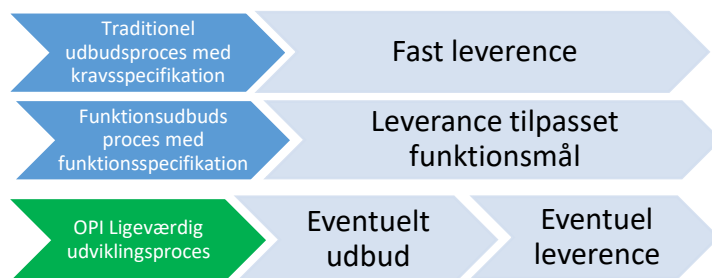 Traditionel
udbudsproces med
kravsspecifikation
Fast leverence
Funktionsudbuds
proces med
funktionsspecifikation
Leverance tilpasset
funktionsmål
OPI Ligeværdig
udviklingsproces
Eventuelt
udbud
Eventuel
leverence